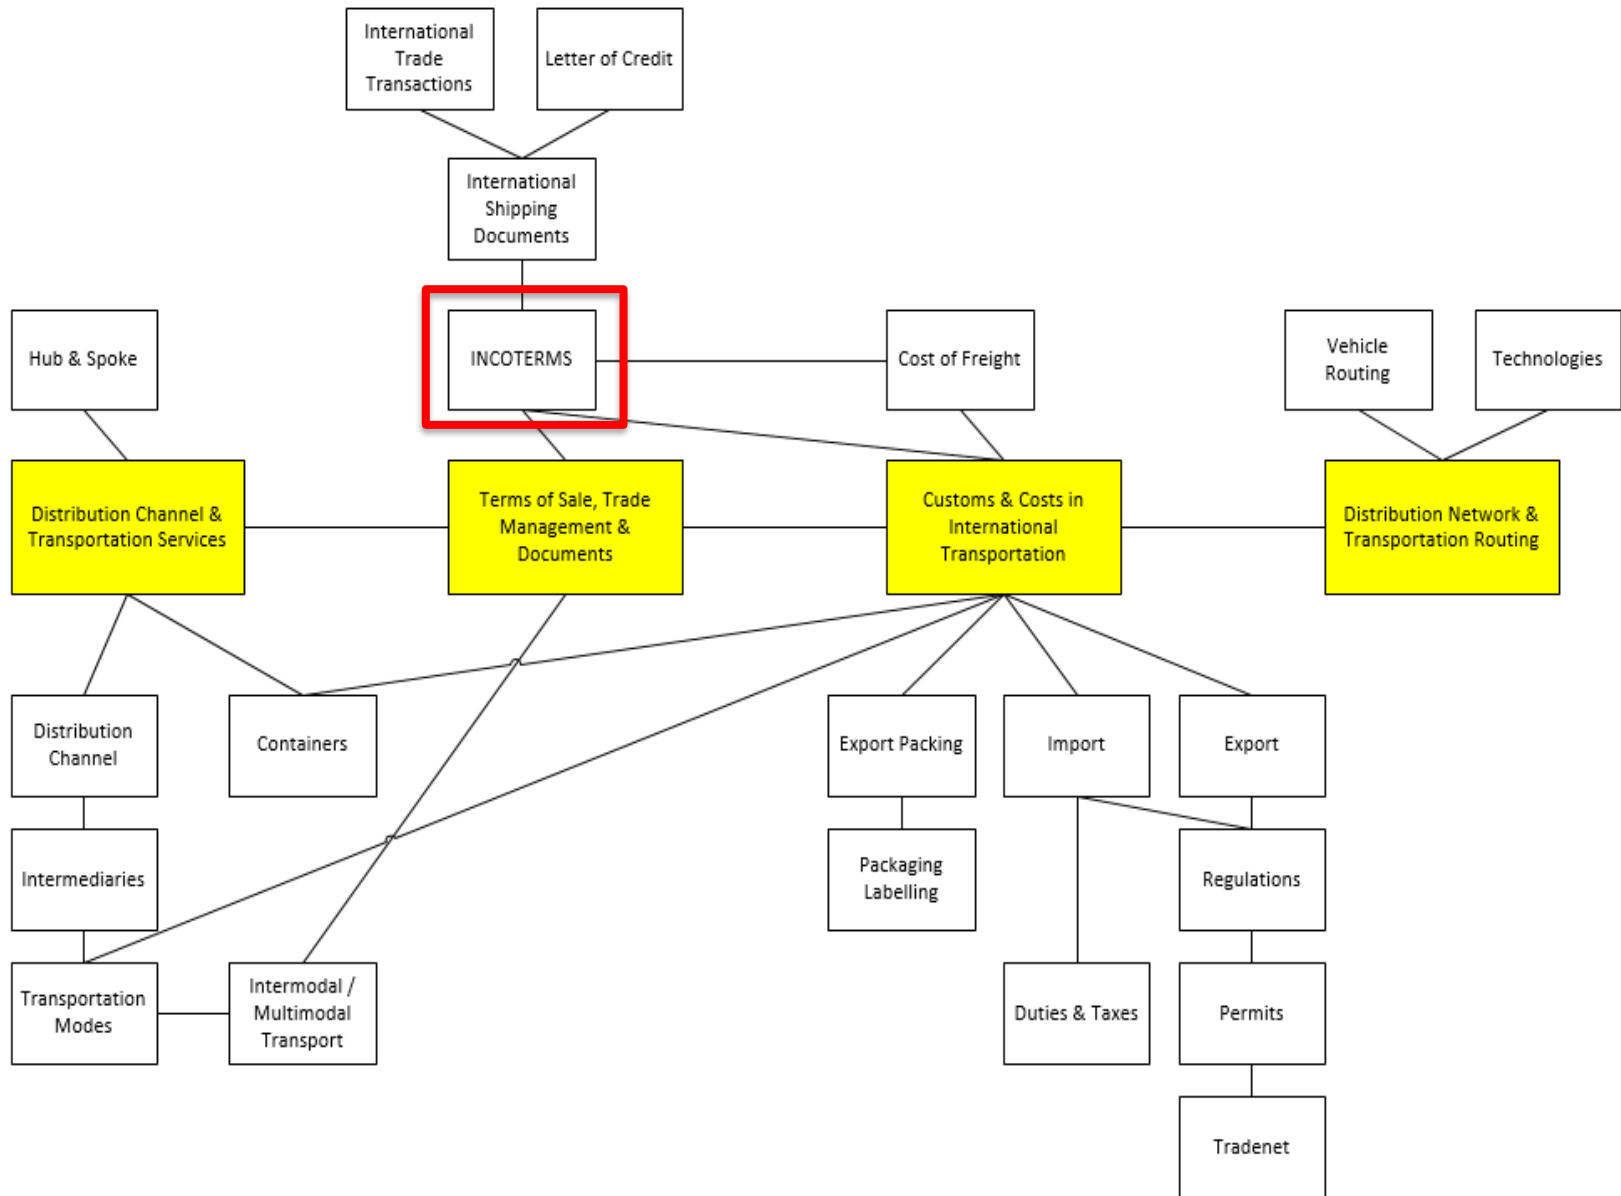 International
Trade
Transactions
Letter of Credit
International
Shipping
Documents
Hub & Spoke
INCOTERMS
Cost of Freight
Vehicle
Routing
Technologies
Distribution Channel &
Transportation Services
Terms of Sale, Trade
Management &
Documents
Customs & Costs in
International
Transportation
Distribution Network &
Transportation Routing
Distribution
Channel
Containers
Export Packing
Import
Export
Intermediaries
Packaging
Labelling
Regulations
Transportation
Modes
Intermodal /
Multimodal
Transport
Duties & Taxes
Permits
Tradenet